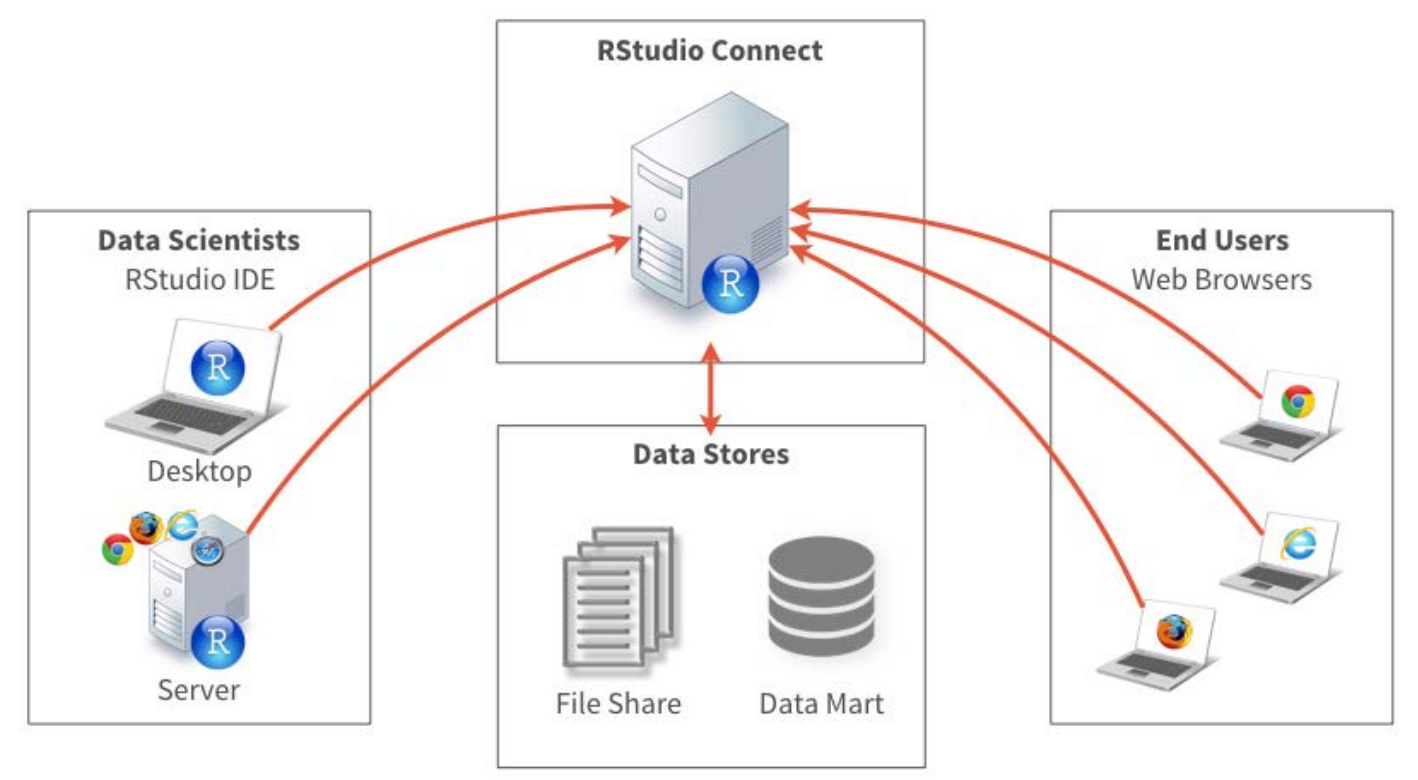 RStudio Connect
Data Scientists
RStudio IDE
R
Desktop
R
Server
R
Data Stores
File Share
Data Mart
End Users
Web Browsers